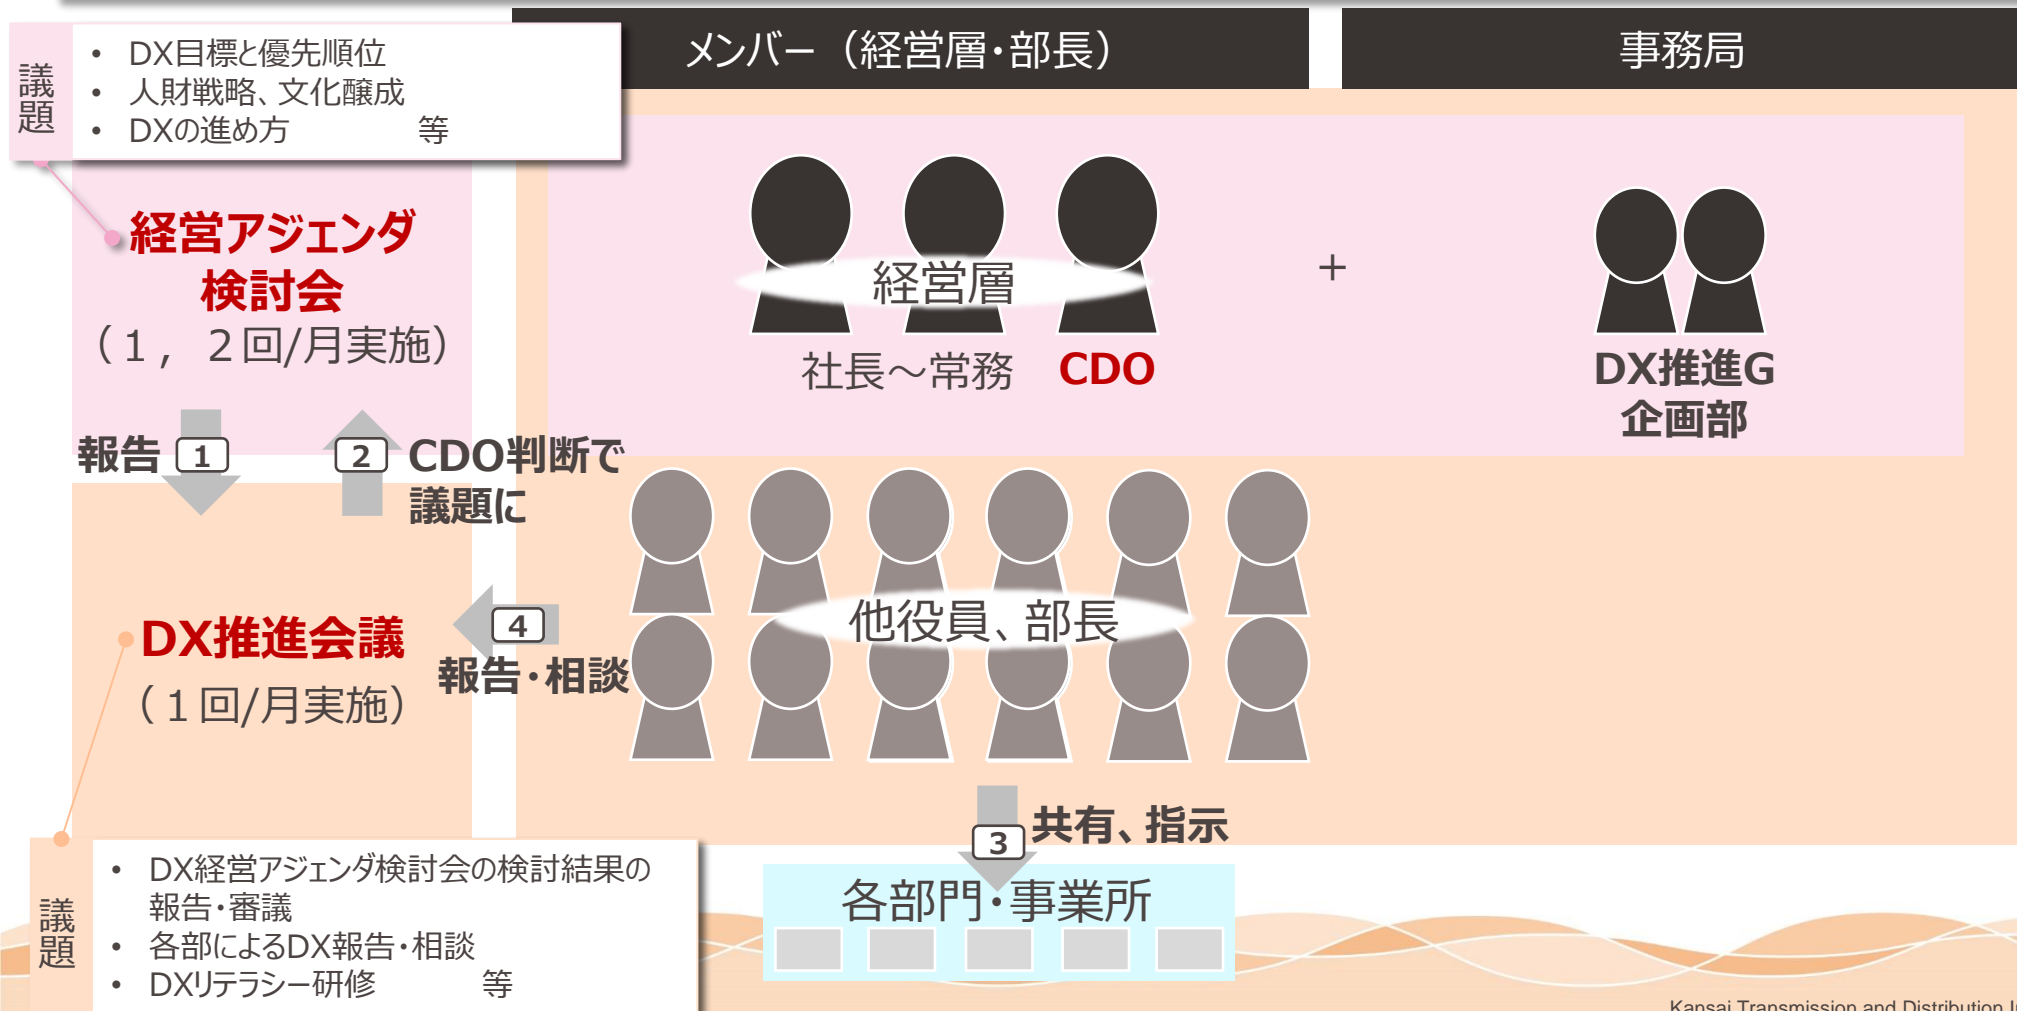 メンバー（経営層・部長）
事務局
議題
• DX目標と優先順位
• 人財戦略、文化醸成
• DXの進め方 等
経営アジェンダ
検討会
（１，２回/月実施）
経営層
社長～常務 CDO
+
DX推進G
企画部
報告 1
2 CDO判断で
議題に
DX推進会議
（１回/月実施）
4
報告・相談
他役員、部長
3 共有、指示
各部門・事業所
議題
• DX経営アジェンダ検討会の検討結果の
報告・審議
• 各部によるDX報告・相談
• DXリテラシー研修 等
Kansai Transmission and Distribution